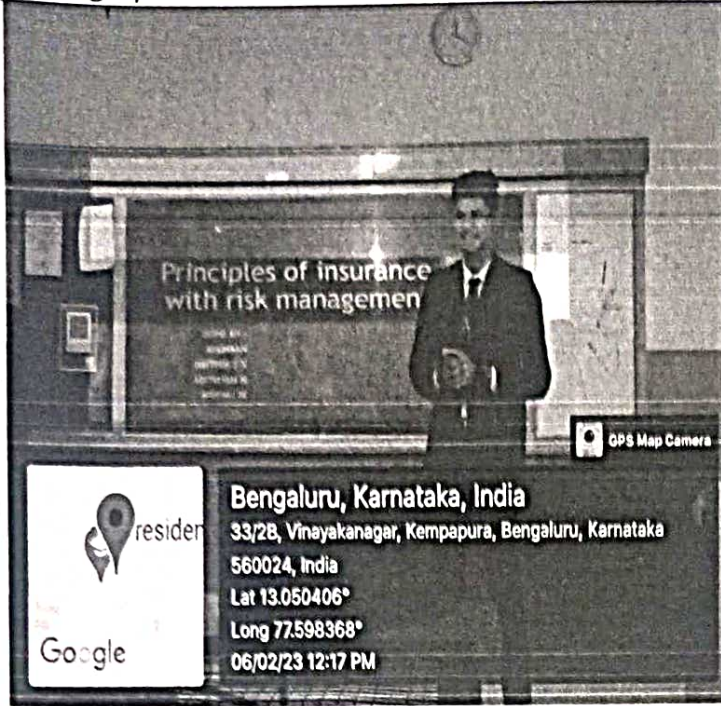 Principles of insurance
with risk managemen
GPS Map Camera
residen
Google
Bengaluru, Karnataka, India
33/2B, Vinayakanagar, Kempapura, Bengaluru, Karnataka
560024, India
Lat 13.050406°
Long 77.598368°
06/02/23 12:17 PM